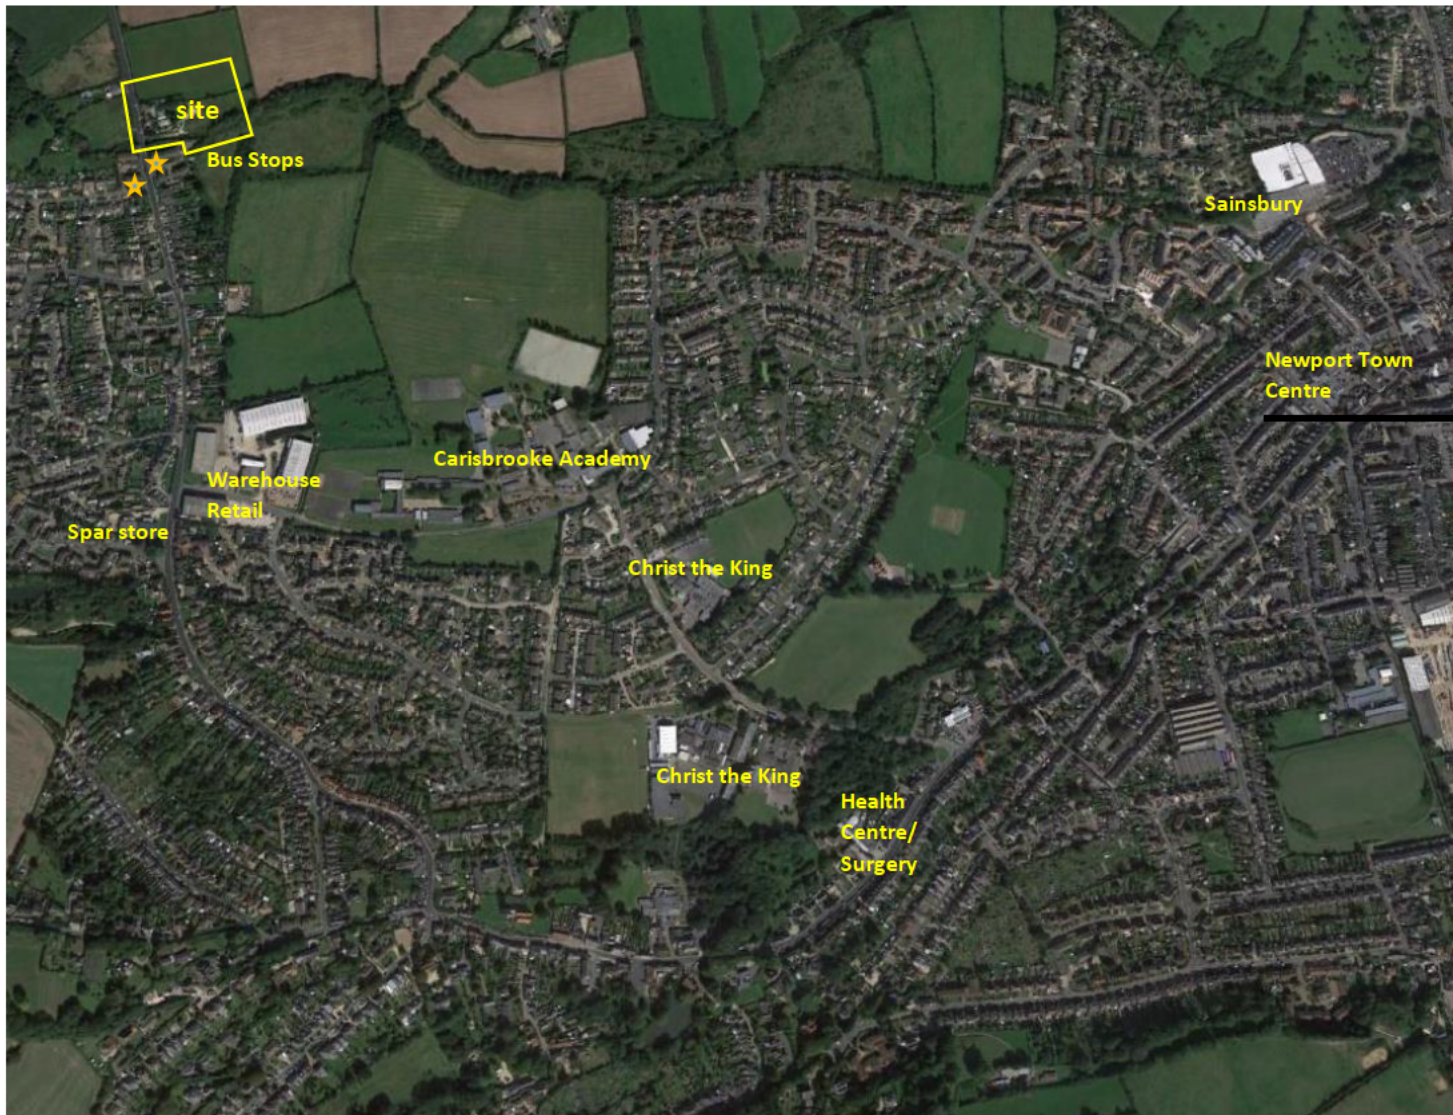 site
Bus Stops
Sainsbury
Newport Town
Centre
Carisbrooke Academy
Warehouse
Retail
Spar store
Christ the King
Christ the King
Health
Centre/
Surgery